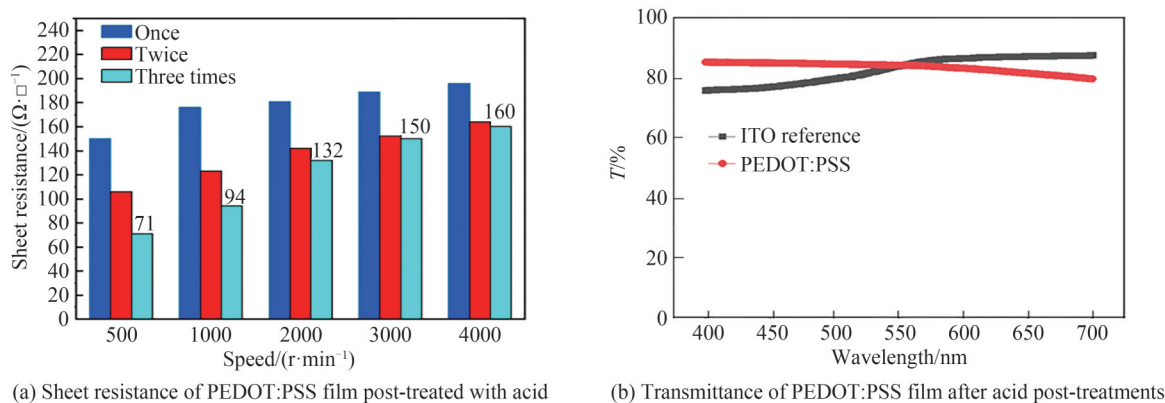 240
220
200
180
160
140
120
100
80
60
40
20
0
Sheet resistance/(Ω·□⁻¹)
Once
Twice
Three times
71
94
132
150
160
500 1000 2000 3000 4000
Speed/(r·min⁻¹)
(a) Sheet resistance of PEDOT:PSS film post-treated with acid
100
80
60
40
20
0
T/%
ITO reference
PEDOT:PSS
400 450 500 550 600 650 700
Wavelength/nm
(b) Transmittance of PEDOT:PSS film after acid post-treatments